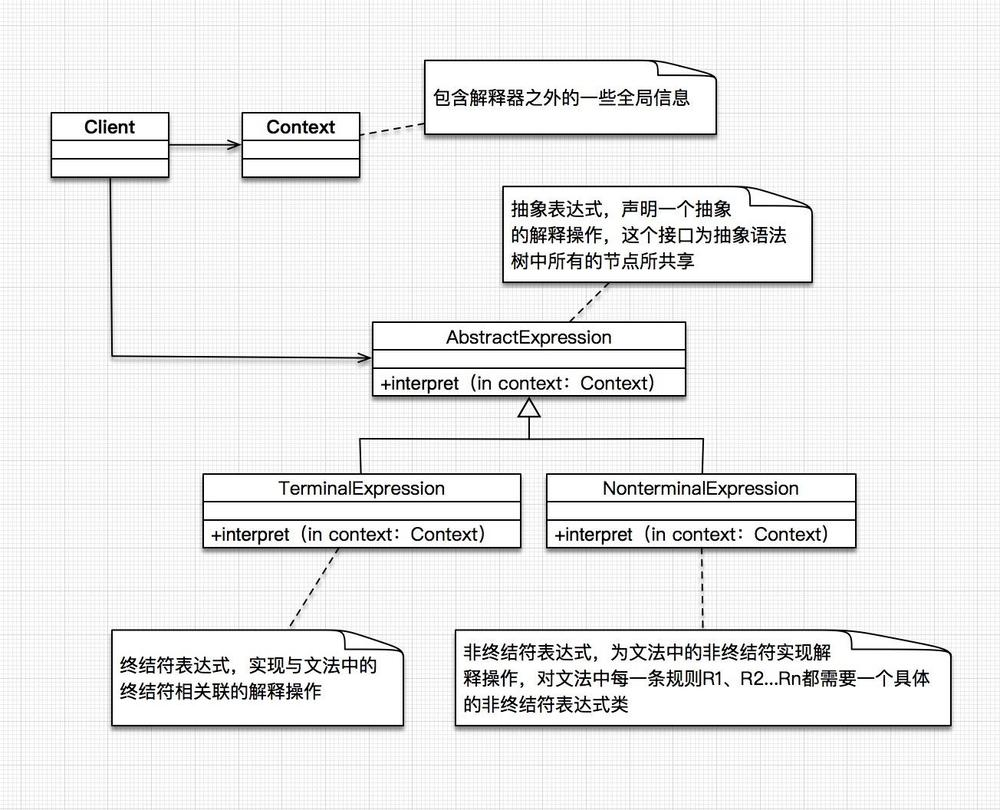 包含解释器之外的一些全局信息
Client
Context
抽象表达式，声明一个抽象
的解释操作，这个接口为抽象语法
树中所有的节点所共享
AbstractExpression
+interpret（in context：Context）
TerminalExpression
+interpret（in context：Context）
NonterminalExpression
+interpret（in context：Context）
终结符表达式，实现与文法中的
终结符相关联的解释操作
非终结符表达式，为文法中的非终结符实现解
释操作，对文法中每一条规则R1、R2...Rn都需要一个具体
的非终结符表达式类